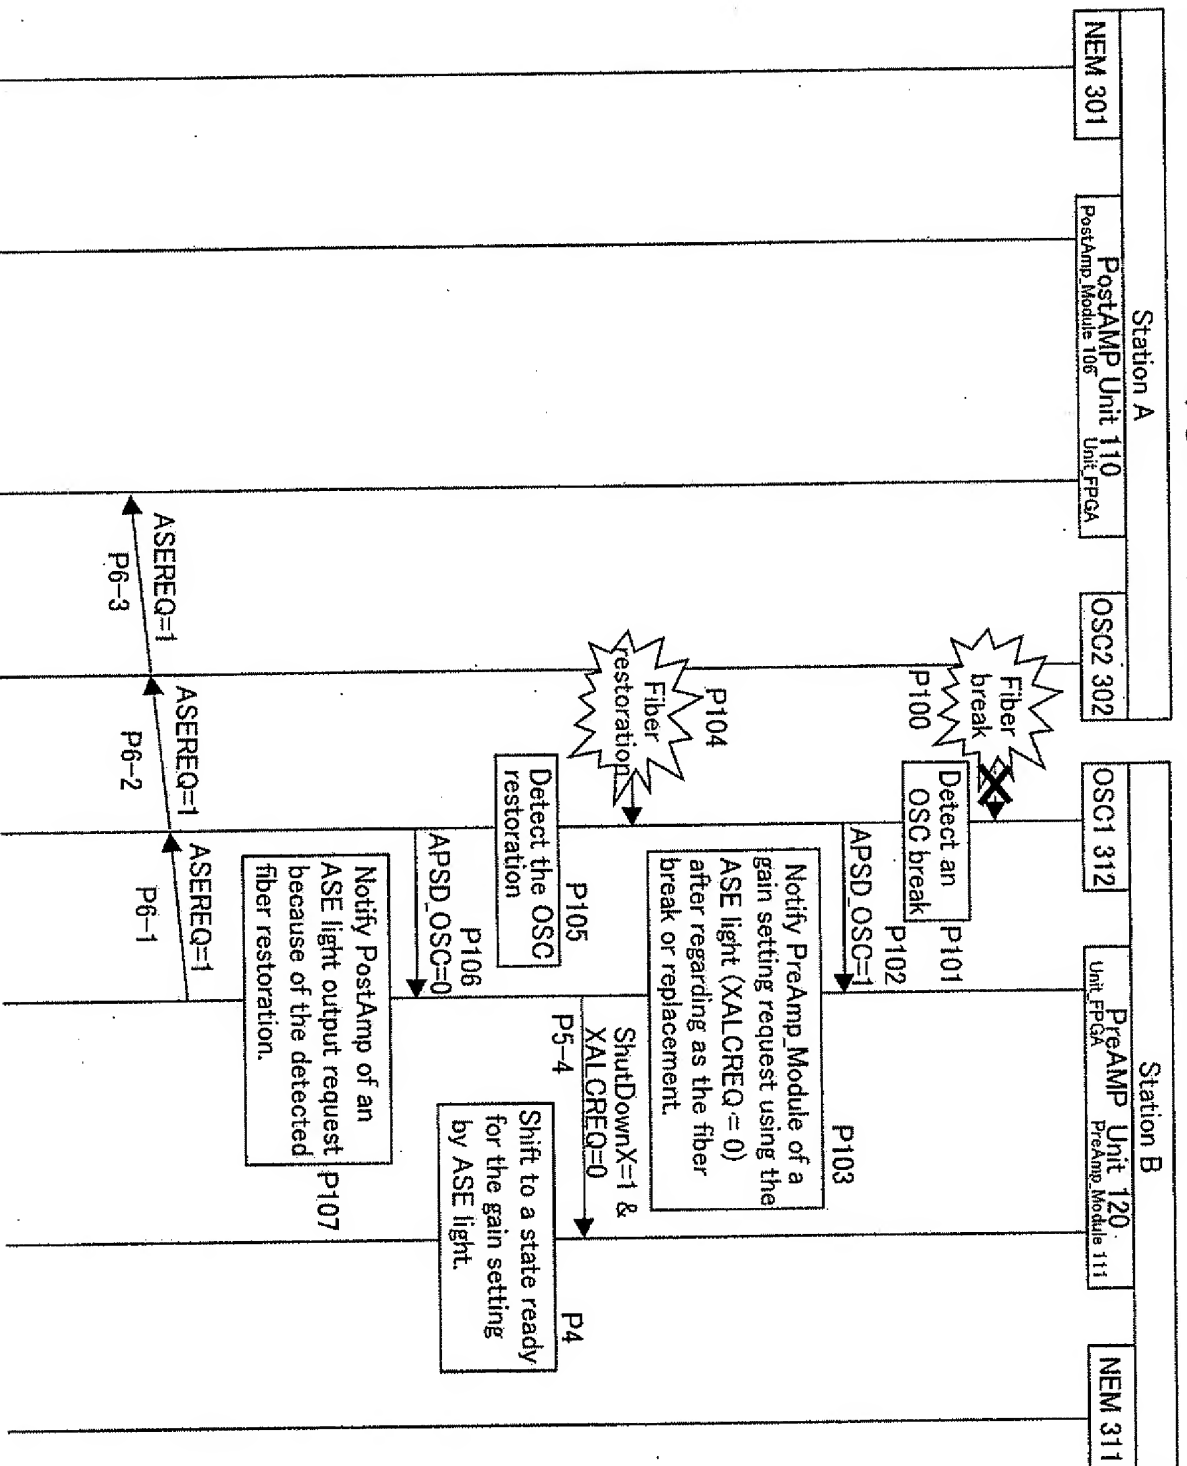 Station A
NEM 301
PostAMP Unit 110
PostAmp_Module 106
Unit_FPGA
OSC2 302
Station B
OSC1 312
PreAMP Unit 120
Unit_FPGA
PreAmp_Module 111
NEM 311
Fiber
break
P100
Detect an
OSC break
P101
P102
APSD_OSC=1
P103
Notify PreAmp_Module of a
gain setting request using the
ASE light (XALCREQ = 0)
after regarding as the fiber
break or replacement.
P104
Fiber
restoration
ShutDownX=1 &
XALCREQ=0
P5-4
P105
Detect the OSC
restoration
P4
Shift to a state ready
for the gain setting
by ASE light.
P106
APSD_OSC=0
Notify PostAmp of an
ASE light output request
because of the detected
fiber restoration.
P107
ASEREQ=1
P6-1
ASEREQ=1
P6-2
ASEREQ=1
P6-3